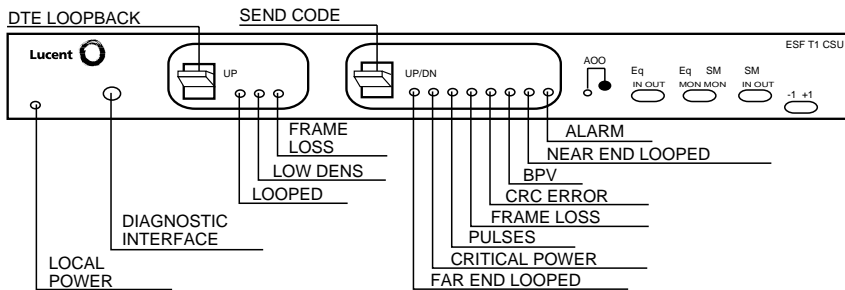 DTE LOOPBACK
SEND CODE
ESF T1 CSU
Lucent
UP
UP/DN
AOO
Eq
Eq SM
SM
IN OUT
MON MON
IN OUT
-1 +1
FRAME
LOSS
LOW DENS
LOOPED
DIAGNOSTIC
INTERFACE
LOCAL
POWER
ALARM
NEAR END LOOPED
BPV
CRC ERROR
FRAME LOSS
PULSES
CRITICAL POWER
FAR END LOOPED